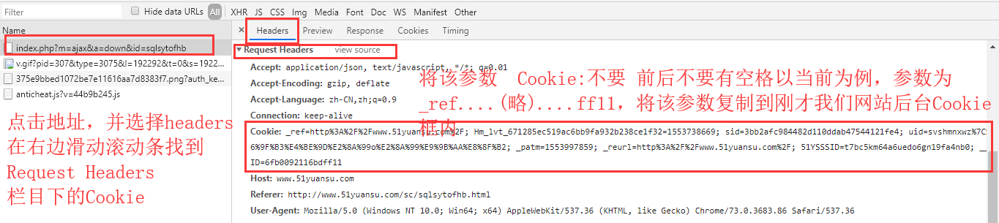 Filter
Hide data URLs All XHR JS CSS Img Media Font Doc WS Manifest Other
Name
index.php?m=ajax&a=down&id=sqlsytofhb
v.gif?pid=307&type=3075&l=192292&t=0&s=1922...
375e9bbed1072be7e11616aa7d8383f7.png?auth_ke...
anticheat.js?v=44b9b245.js
点击地址，并选择headers
在右边滑动滚动条找到
Request Headers
栏目下的Cookie
× Headers Preview Response Cookies Timing
▼ Request Headers view source
Accept: application/json, text/javascript, */*; q=0.01
Accept-Encoding: gzip, deflate
Accept-Language: zh-CN,zh;q=0.9
Connection: keep-alive
将该参数 Cookie:不要 前后不要有空格以当前为例，参数为
_ref....(略)....ff11，将该参数复制到刚才我们网站后台Cookie
框内
Cookie: _ref=http%3A%2F%2Fwww.51yuansu.com%2F; Hm_lvt_671285ec519ac6bb9fa932b238ce1f32=1553738669; sid=3bb2afc984482d110ddab47544121fe4; uid=svshmnxwz%7C
6%9F%B3%E4%BE%9D%E2%8A%99o%E2%8A%99%E9%9B%AA%E8%8F%B2; _patm=1553997859; _reurl=http%3A%2F%2Fwww.51yuansu.com%2F; 51YSSSID=t7bc5km64a6uedo6gn19fa4nb0; _
ID=6fb0092116bdff11
Host: www.51yuansu.com
Referer: http://www.51yuansu.com/sc/sqlsytofhb.html
User-Agent: Mozilla/5.0 (Windows NT 10.0; Win64; x64) AppleWebKit/537.36 (KHTML, like Gecko) Chrome/73.0.3683.86 Safari/537.36